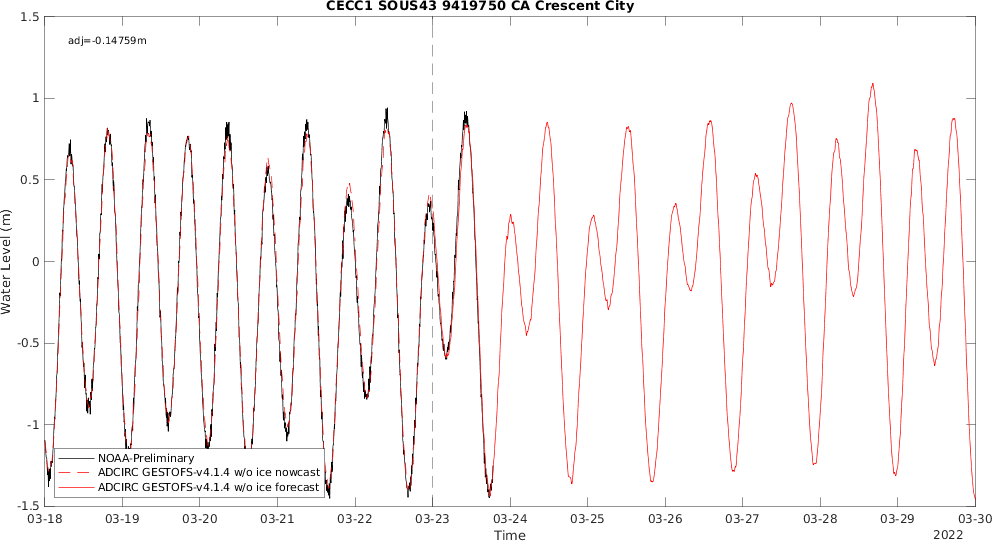 CECC1 SOUS43 9419750 CA Crescent City
adj=-0.14759m
Water Level (m)
1.5
1
0.5
0
-0.5
-1
-1.5
NOAA-Preliminary
ADCIRC GESTOFS-v4.1.4 w/o ice nowcast
ADCIRC GESTOFS-v4.1.4 w/o ice forecast
03-18 03-19 03-20 03-21 03-22 03-23 03-24 03-25 03-26 03-27 03-28 03-29 03-30
Time
2022